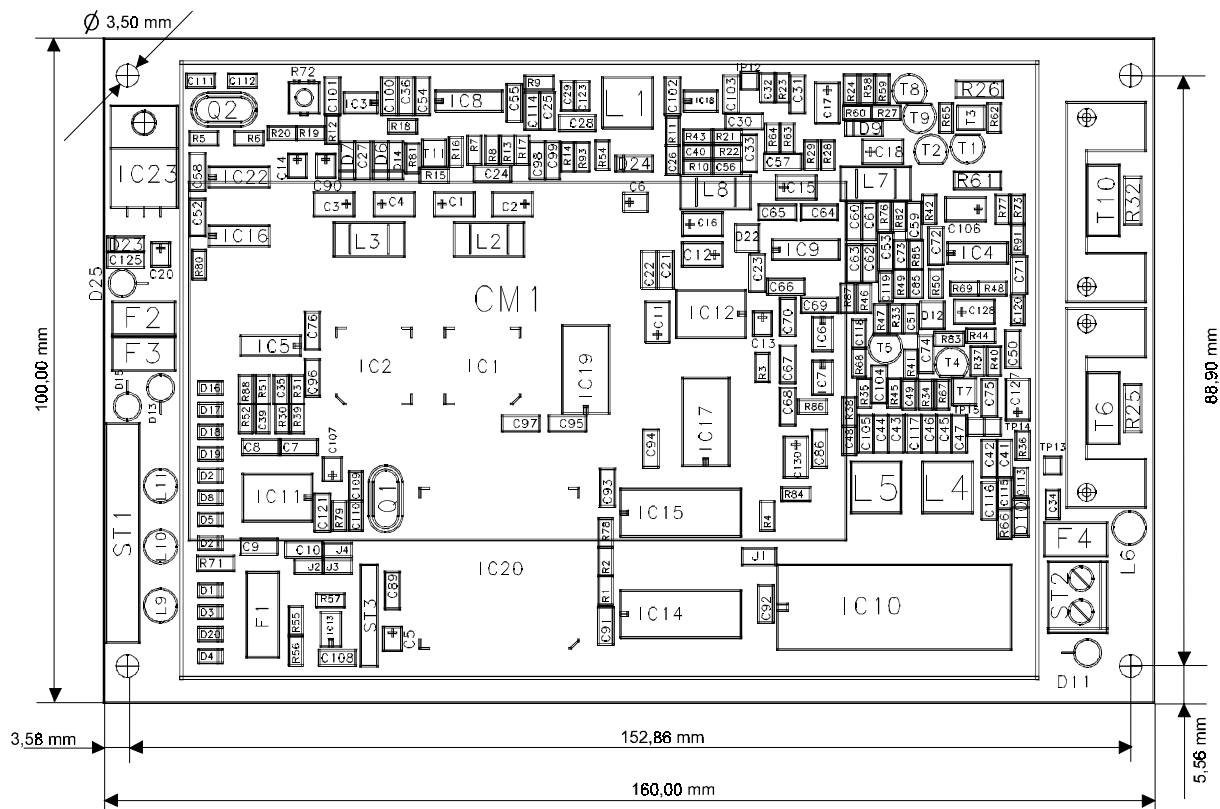 Ø 3,50 mm
C111 C112 R72 C101 IC3 C100 C36 C54 IC8 C55 R9 C114 C25 C29 C123 L1 C102 IC18 C103 TP12 C32 R23 C31 C17 R24 R58 R59 T8 R26
Q2 R20 R19 R12 R18 C28 R11 C30 R60 R27 D9 T9 R65 T3 R62
R5 R6 R43 R21 R64 R63
IC23 C58 IC22 C14 C90 C27 D6 D14 R81 T11 R15 R16 R7 R8 R13 R17 C24 C98 C99 R14 R93 R54 D24 C26 C40 R22 R10 C56 C33 C57 R29 R28 C18 T2 T1
C3 C4 C1 C2 C6 L8 C15 L7 R61 T10 R32
C52 IC16 L3 L2 C16 C65 C64 C60 C61 R76 R82 C59 R42 C106 R77 R73
D23 C125 C20 R80 C12 D22 IC9 C63 C62 C53 C73 R85 C72 IC4 R91
D25 C22 C21 C23 C66 C119 R49 C85 R50 R69 R48 C71
F2 CM1 C11 IC12 C13 C70 C69 R87 R46 R47 R33 C51 D12 C128 C120
F3 IC5 C76 IC2 IC1 IC19 R3 C67 IC6 C118 T5 C74 R83 R44 C50
D15 D13 C96 IC7 R68 R41 T4 R37 R40
D16 R88 R51 C35 R31 IC17 C68 R86 R35 C104 R45 C49 R34 R67 T7 C75 C127 T6 R25
D17 R52 C39 R30 R39 C97 C95 R38 TP15
D18 C8 C7 C107 C94 C130 C86 C48 C105 C44 C43 C117 C46 C45 C47 TP14 R36
D19 C42 C41 TP13
D2 L11 IC11 C109 Q1 C93 R84 L5 L4 C116 C115 C113
D8 C121 R79 C110 IC15 R4 R66 D10 C34
D5 ST1 L10 R78 F4 L6
D21 C9 C10 J4 J1
R71 J2 J3 IC20 R2
D1 F1 C89 R1 ST2
D3 L9 R57 ST3 IC14 C92 IC10
D20 R55 IC13 C5 C91
D4 R56 C108 D11
100,00 mm
88,90 mm
3,58 mm
152,86 mm
5,56 mm
160,00 mm